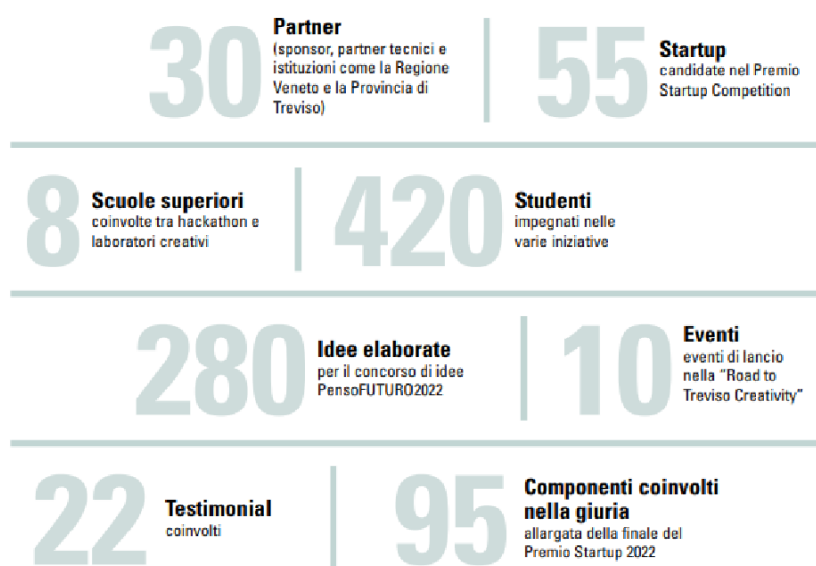 30
Partner
(sponsor, partner tecnici e
istituzioni come la Regione
Veneto e la Provincia di
Treviso)
55
Startup
candidate nel Premio
Startup Competition
8
Scuole superiori
coinvolte tra hackathon e
laboratori creativi
420
Studenti
impegnati nelle
varie iniziative
280
Idee elaborate
per il concorso di idee
PensoFUTURO2022
10
Eventi
eventi di lancio
nella “Road to
Treviso Creativity”
22
Testimonial
coinvolti
95
Componenti coinvolti
nella giuria
allargata della finale del
Premio Startup 2022